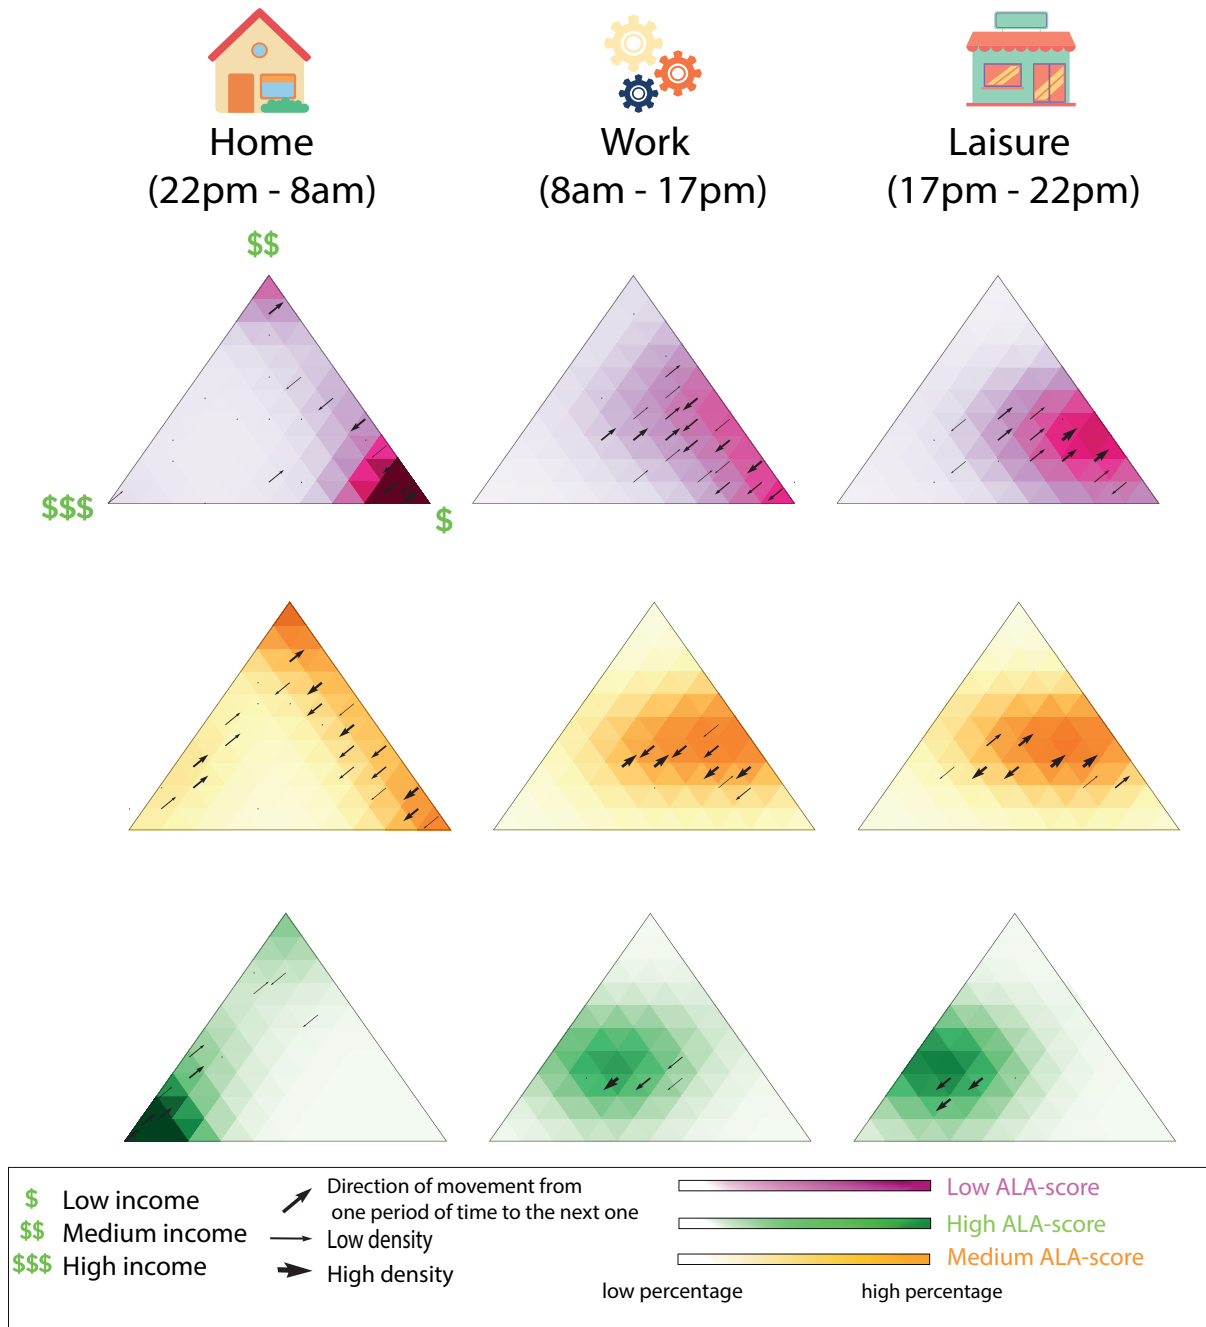 Home
(22pm - 8am)
Work
(8am - 17pm)
Laisure
(17pm - 22pm)
$$
$$$
$
$ Low income
$$ Medium income
$$$ High income
Direction of movement from
one period of time to the next one
Low density
High density
Low ALA-score
High ALA-score
Medium ALA-score
low percentage
high percentage